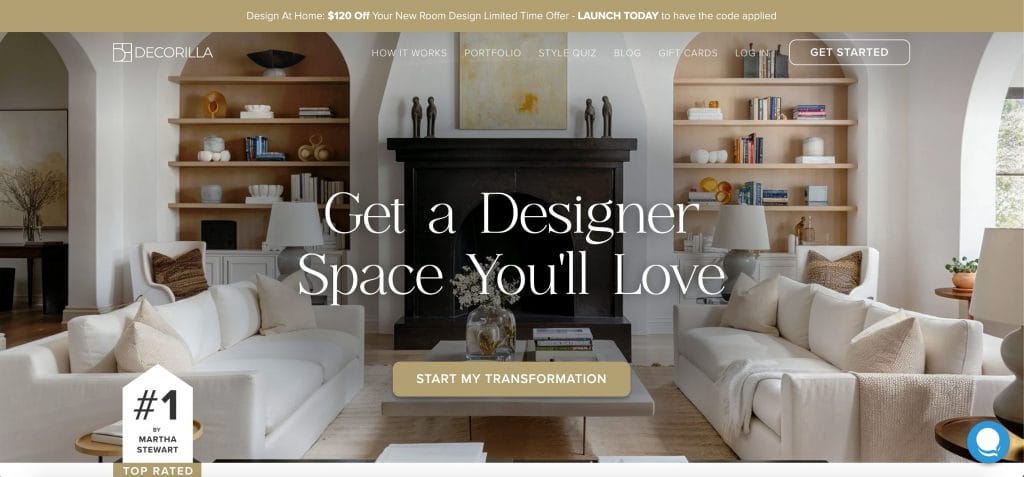 Design At Home: $120 Off Your New Room Design Limited Time Offer - LAUNCH TODAY to have the code applied
DECORILLA
HOW IT WORKS PORTFOLIO STYLE QUIZ BLOG GIFT CARDS LOG IN GET STARTED
Get a Designer
Space You'll Love
START MY TRANSFORMATION
#1
BY
MARTHA
STEWART
TOP RATED